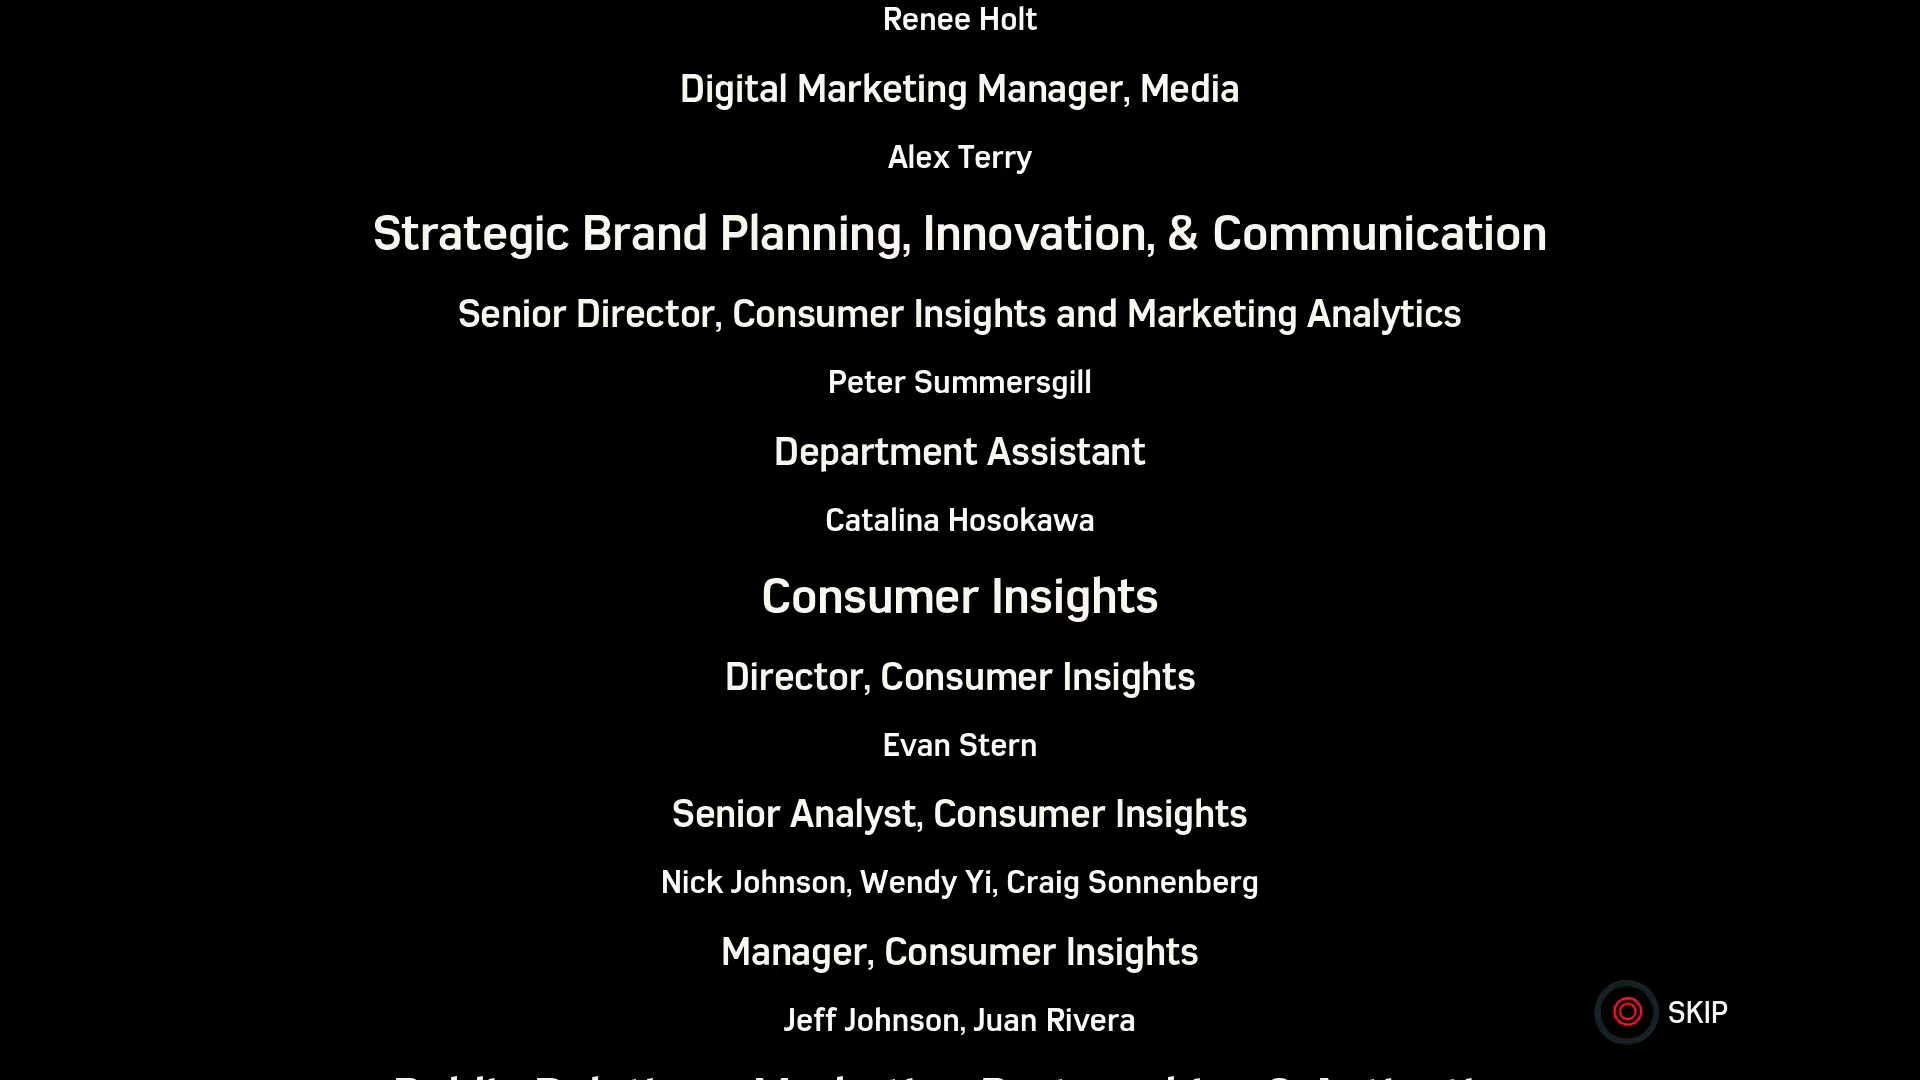 Renee Holt
Digital Marketing Manager, Media
Alex Terry
Strategic Brand Planning, Innovation, & Communication
Senior Director, Consumer Insights and Marketing Analytics
Peter Summersgill
Department Assistant
Catalina Hosokawa
Consumer Insights
Director, Consumer Insights
Evan Stern
Senior Analyst, Consumer Insights
Nick Johnson, Wendy Yi, Craig Sonnenberg
Manager, Consumer Insights
Jeff Johnson, Juan Rivera
SKIP